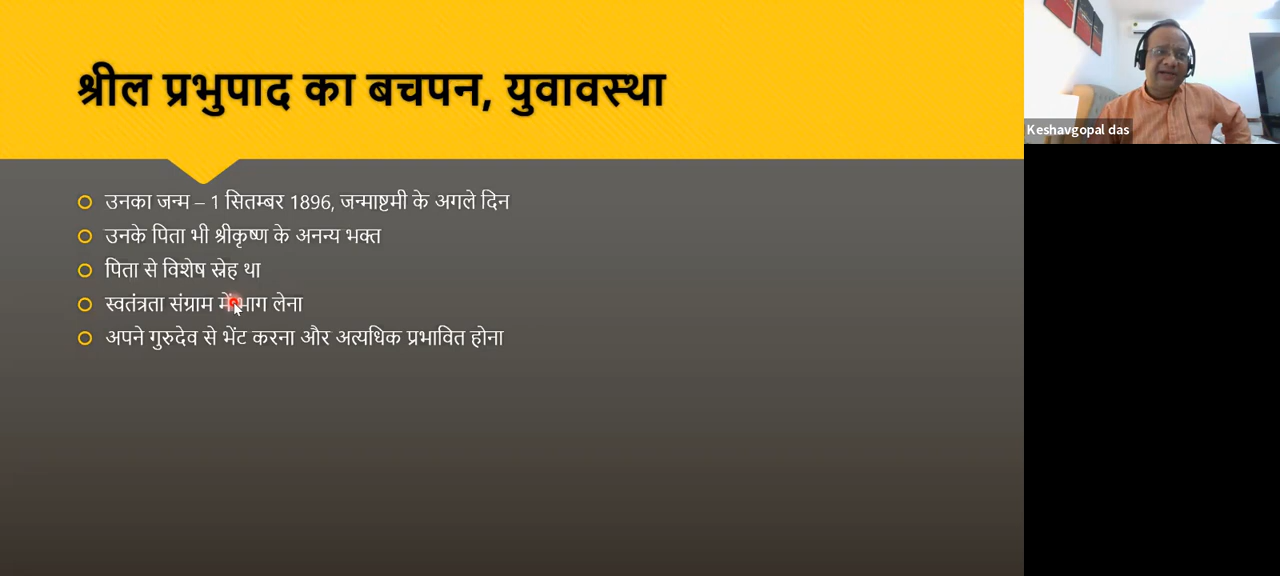 श्रील प्रभुपाद का बचपन, युवावस्था
उनका जन्म – 1 सितम्बर 1896, जन्माष्टमी के अगले दिन
उनके पिता भी श्रीकृष्ण के अनन्य भक्त
पिता से विशेष स्नेह था
स्वतंत्रता संग्राम में भाग लेना
अपने गुरुदेव से भेंट करना और अत्यधिक प्रभावित होना
Keshavgopal das